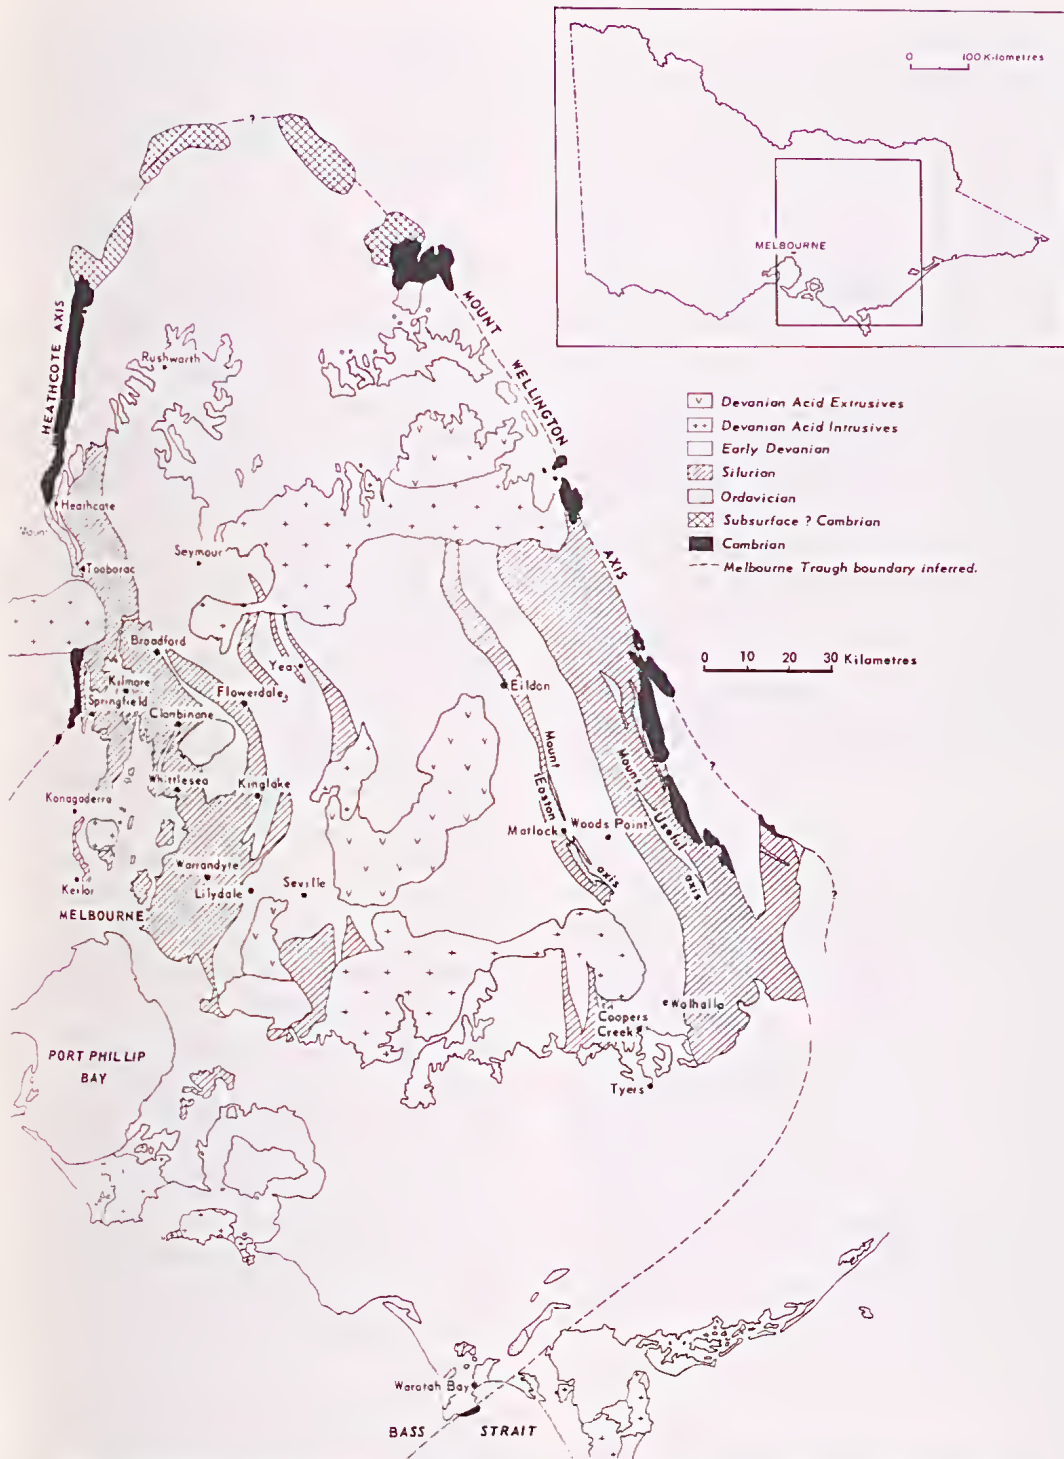 0 100 Kilometres
MELBOURNE
?
HEATHCOTE AXIS
MOUNT WELLINGTON AXIS
Rushworth
Devonian Acid Extrusives
Devonian Acid Intrusives
Early Devonian
Silurian
Ordovician
Subsurface ? Cambrian
Cambrian
Melbourne Trough boundary inferred.
Heathcote
Seymour
Tooborac
Broadford
Yea
0 10 20 30 Kilometres
Kilmore
Eildon
Springfield
Flowerdale
Clonbinane
Mount Easton axis
Mount Useful axis
?
Whittlesea
Kinglake
Konagaderra
Matlock
Woods Point
Warrandyte
Keilor
Lilydale
Seville
?
MELBOURNE
Walhalla
Coopers
Creek
PORT PHILLIP
BAY
Tyers
Waratah Bay
BASS STRAIT